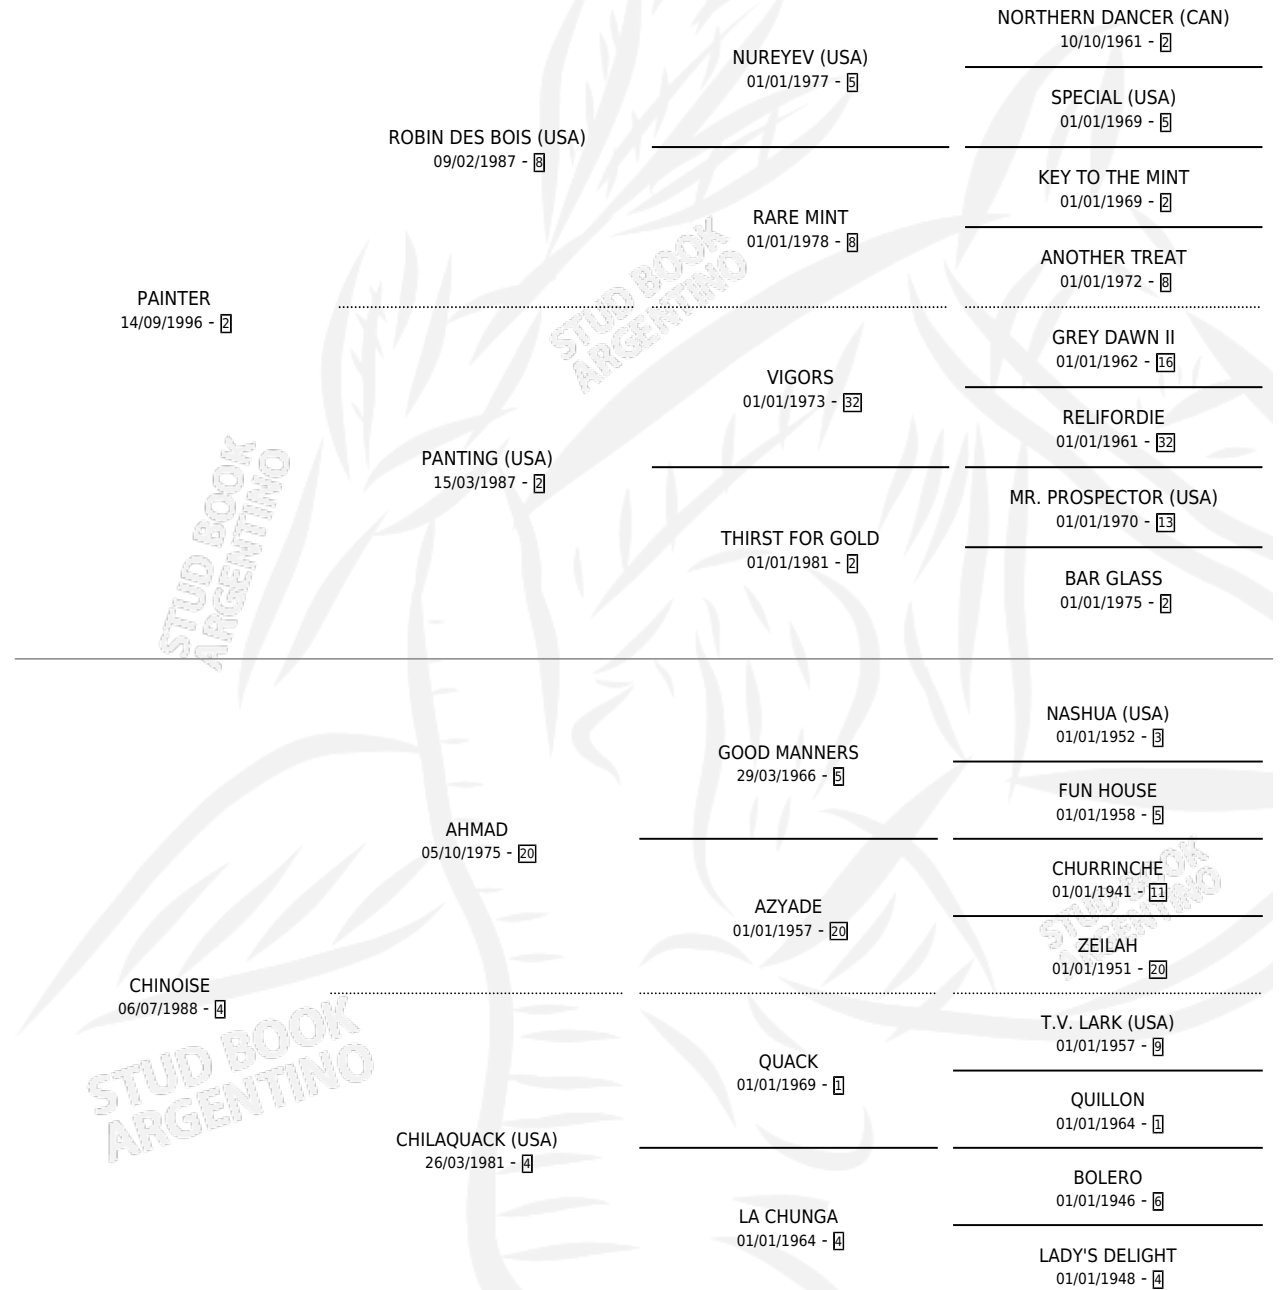 NORTHERN DANCER (CAN)
10/10/1961 - 2
NUREYEV (USA)
01/01/1977 - 5
SPECIAL (USA)
01/01/1969 - 5
ROBIN DES BOIS (USA)
09/02/1987 - 8
KEY TO THE MINT
01/01/1969 - 2
RARE MINT
01/01/1978 - 8
ANOTHER TREAT
01/01/1972 - 8
PAINTER
14/09/1996 - 2
GREY DAWN II
01/01/1962 - 16
VIGORS
01/01/1973 - 32
RELIFORDIE
01/01/1961 - 32
PANTING (USA)
15/03/1987 - 2
MR. PROSPECTOR (USA)
01/01/1970 - 13
THIRST FOR GOLD
01/01/1981 - 2
BAR GLASS
01/01/1975 - 2
NASHUA (USA)
01/01/1952 - 3
GOOD MANNERS
29/03/1966 - 5
FUN HOUSE
01/01/1958 - 5
AHMAD
05/10/1975 - 20
CHURRINCHE
01/01/1941 - 11
AZYADE
01/01/1957 - 20
ZEILAH
01/01/1951 - 20
CHINOISE
06/07/1988 - 4
T.V. LARK (USA)
01/01/1957 - 9
QUACK
01/01/1969 - 1
QUILLON
01/01/1964 - 1
CHILAQUACK (USA)
26/03/1981 - 4
BOLERO
01/01/1946 - 6
LA CHUNGA
01/01/1964 - 4
LADY'S DELIGHT
01/01/1948 - 4
STUD BOOK
ARGENTINO
STUD BOOK
ARGENTINO
STUD BOOK
ARGENTINO
STUD BOOK
ARGENTINO